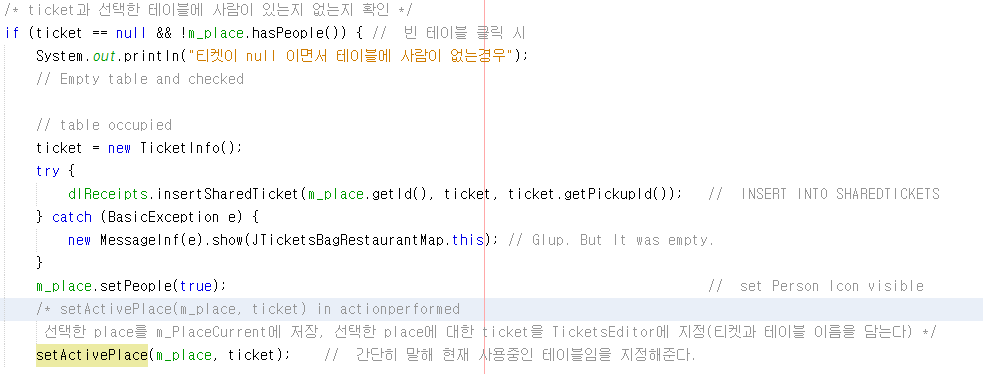 /* ticket과 선택한 테이블에 사람이 있는지 없는지 확인 */
if (ticket == null && !m_place.hasPeople()) { // 빈 테이블 클릭 시
System.out.println("티켓이 null 이면서 테이블에 사람이 없는경우");
// Empty table and checked
// table occupied
ticket = new TicketInfo();
try {
dlReceipts.insertSharedTicket(m_place.getId(), ticket, ticket.getPickupId()); // INSERT INTO SHAREDTICKETS
} catch (BasicException e) {
new MessageInf(e).show(JTicketsBagRestaurantMap.this); // Glup. But It was empty.
}
m_place.setPeople(true); // set Person Icon visible
/* setActivePlace(m_place, ticket) in actionperformed
선택한 place를 m_PlaceCurrent에 저장, 선택한 place에 대한 ticket을 TicketsEditor에 지정(티켓과 테이블 이름을 담는다) */
setActivePlace(m_place, ticket); // 간단히 말해 현재 사용중인 테이블임을 지정해준다.